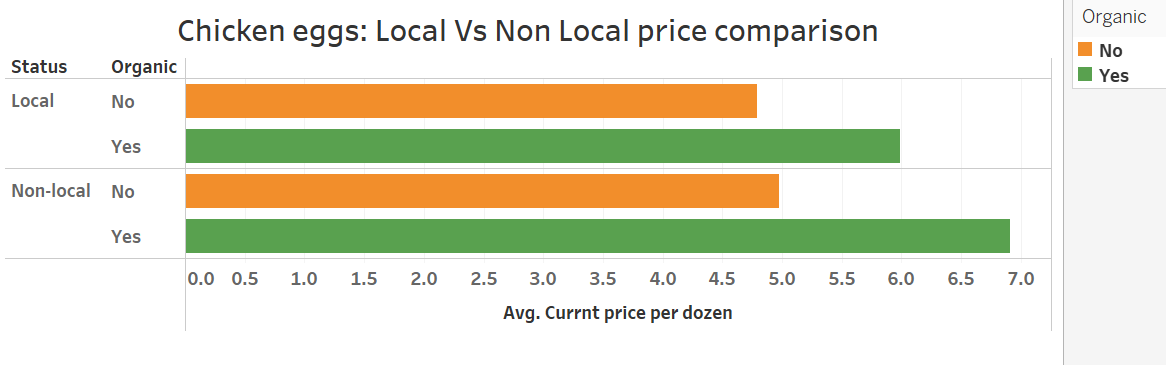 Chicken eggs: Local Vs Non Local price comparison
Status Organic
Local No
Yes
Non-local No
Yes
0.0 0.5 1.0 1.5 2.0 2.5 3.0 3.5 4.0 4.5 5.0 5.5 6.0 6.5 7.0
Avg. Currnt price per dozen
Organic
No
Yes